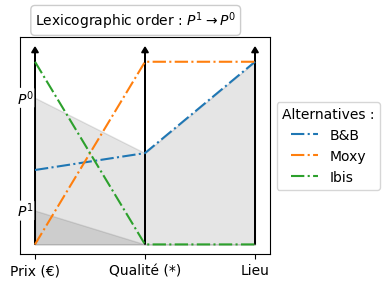 Lexicographic order : P¹→P⁰
P⁰
P¹
Prix (€) Qualité (*) Lieu
Alternatives :
B&B
Moxy
Ibis